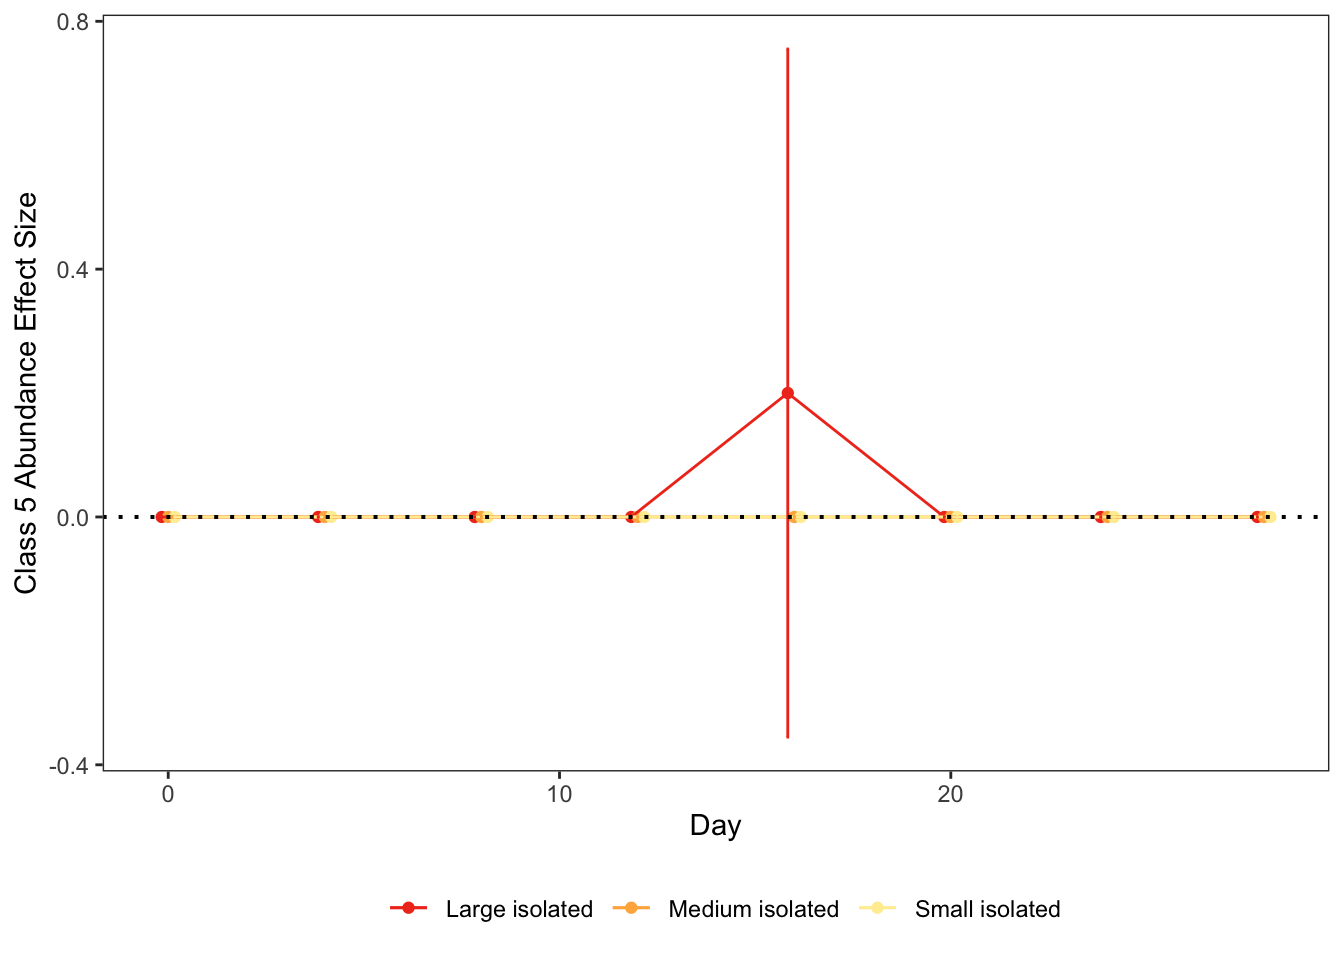 0.8
0.4
0.0
-0.4
Class 5 Abundance Effect Size
0
10
20
Day
Large isolated
Medium isolated
Small isolated